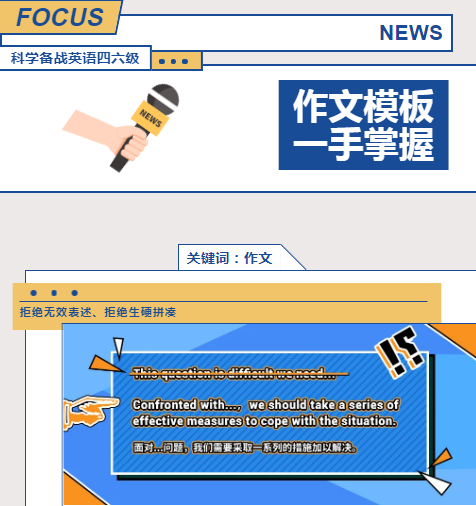 FOCUS
NEWS
科学备战英语四六级
NEWS
作文模板
一手掌握
关键词：作文
拒绝无效表述、拒绝生硬拼凑
This question is difficult we need...
Confronted with...，we should take a series of
effective measures to cope with the situation.
面对...问题，我们需要采取一系列的措施加以解决。